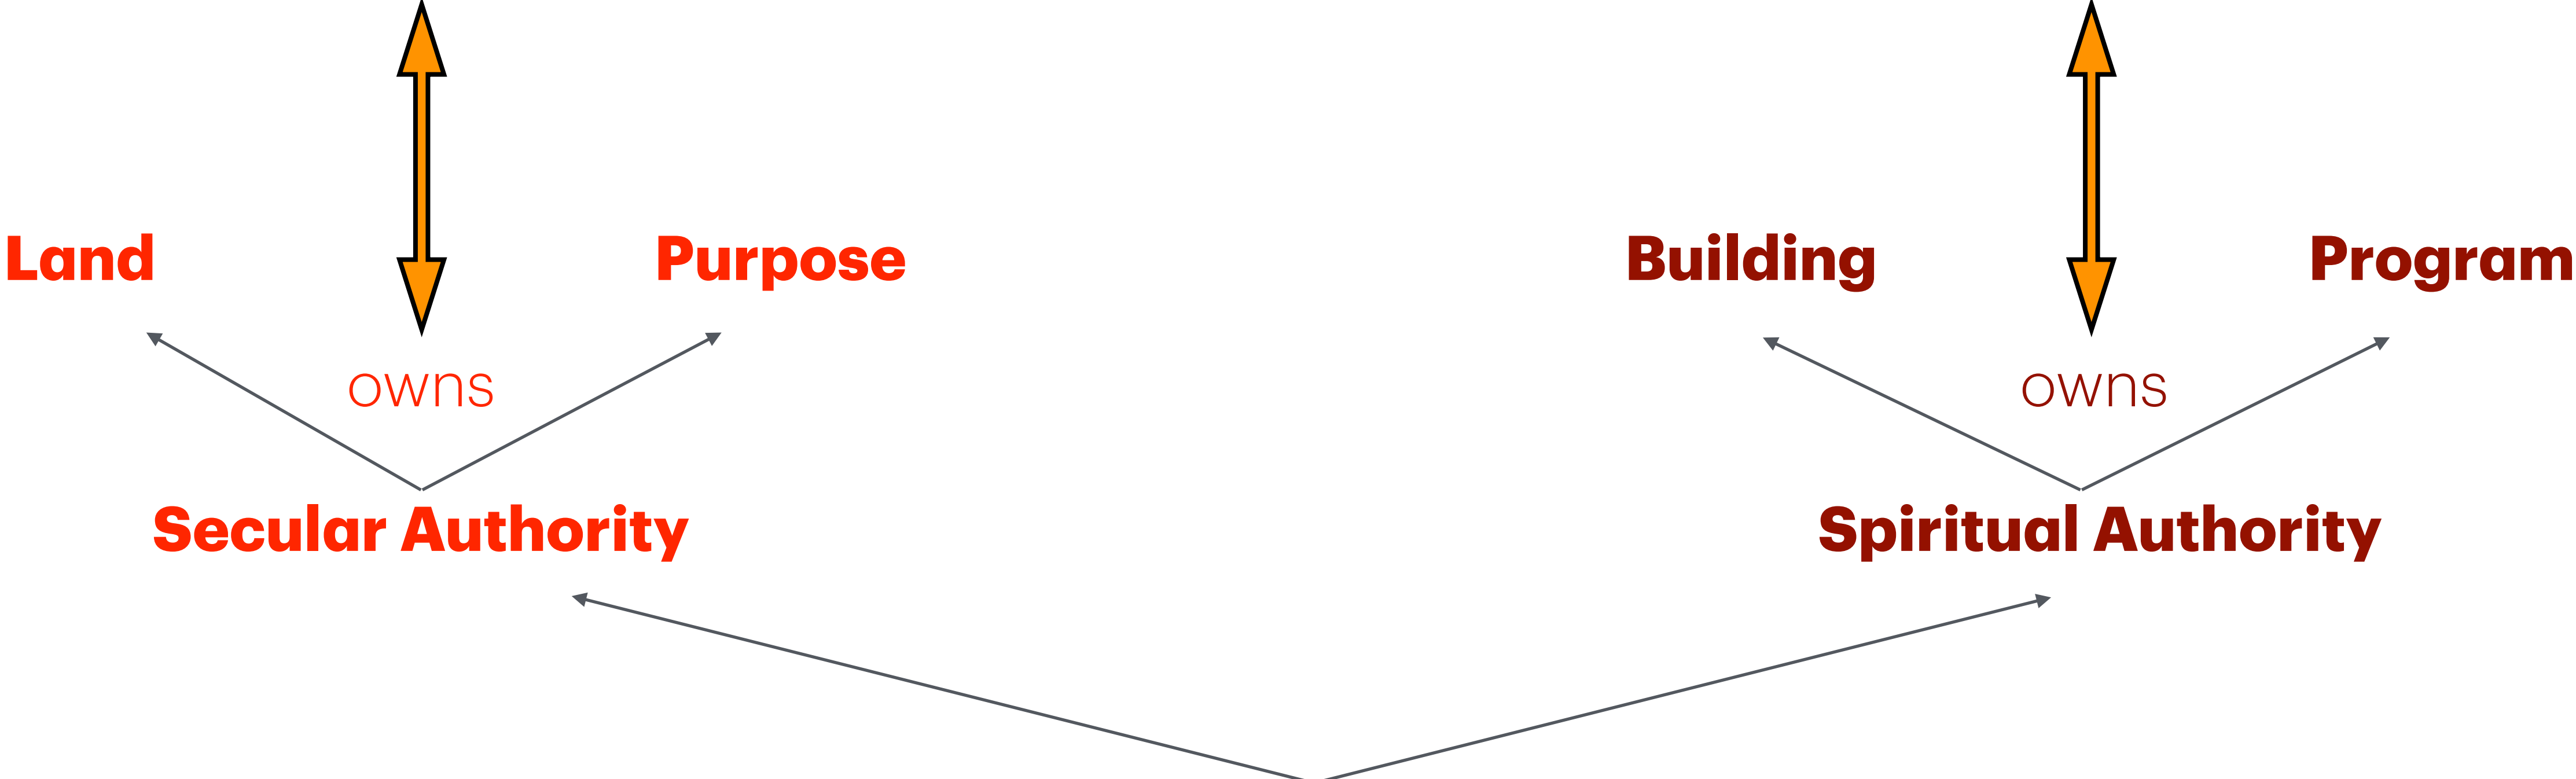 Land
Purpose
Building
Program
owns
owns
Secular Authority
Spiritual Authority